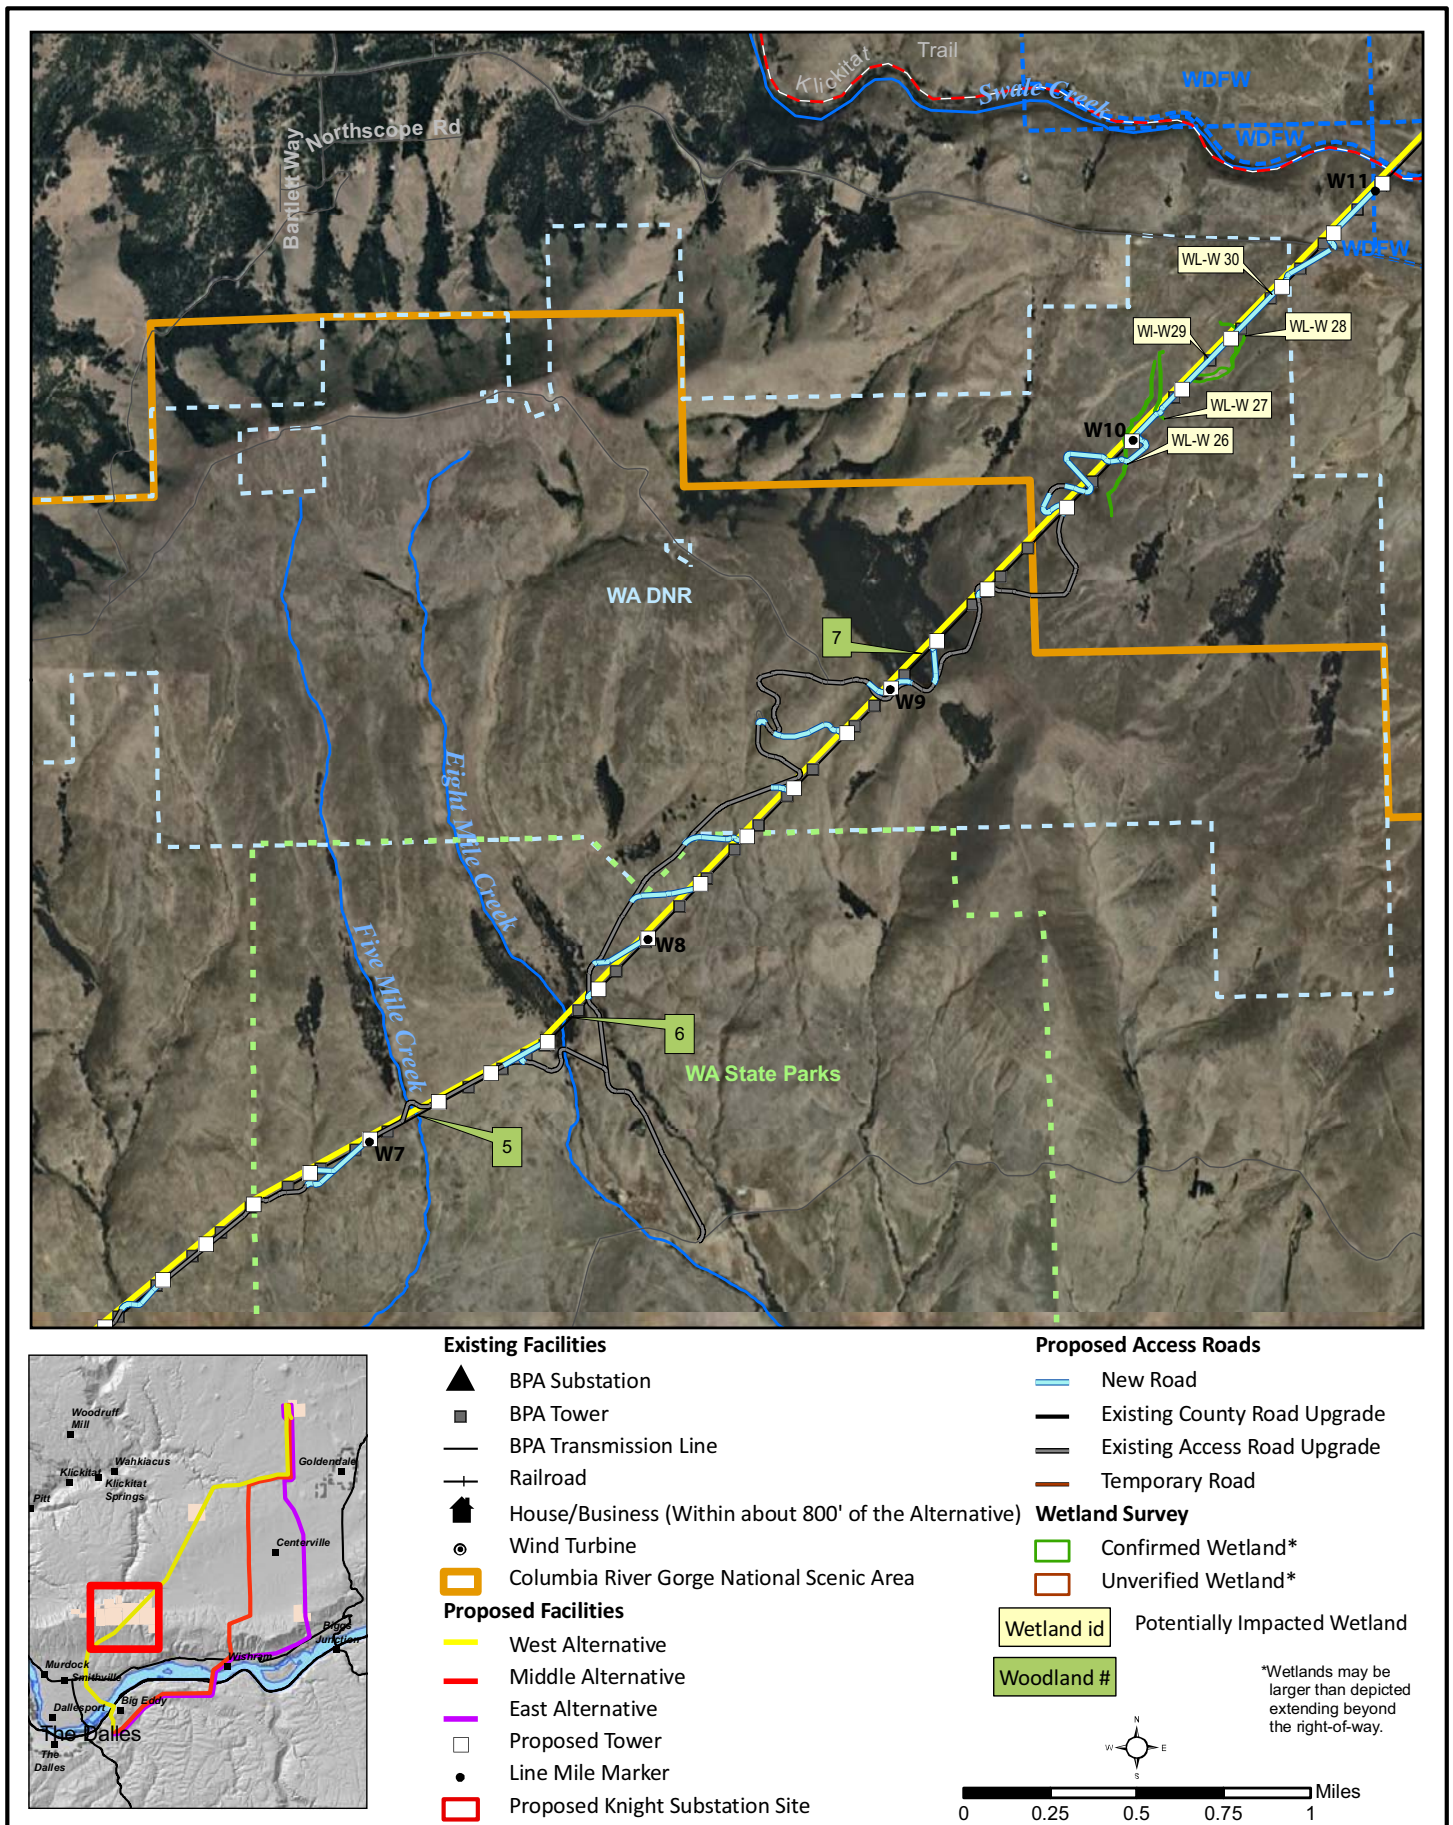 Klickitat
Trail
Swale Creek
WDFW
WDFW
Northscope Rd
Bartlett Way
W11
WDFW
WL-W 30
WL-W 28
WI-W29
WL-W 27
W10
WL-W 26
WA DNR
7
W9
Eight Mile Creek
Five Mile Creek
W8
6
WA State Parks
5
W7
Existing Facilities
BPA Substation
BPA Tower
BPA Transmission Line
Railroad
House/Business (Within about 800' of the Alternative)
Wind Turbine
Columbia River Gorge National Scenic Area
Proposed Facilities
West Alternative
Middle Alternative
East Alternative
Proposed Tower
Line Mile Marker
Proposed Knight Substation Site
Proposed Access Roads
New Road
Existing County Road Upgrade
Existing Access Road Upgrade
Temporary Road
Wetland Survey
Confirmed Wetland*
Unverified Wetland*
Wetland id
Potentially Impacted Wetland
Woodland #
*Wetlands may be
larger than depicted
extending beyond
the right-of-way.
N
W
E
S
Miles
0
0.25
0.5
0.75
1
Woodruff
Mill
Wahkiacus
Klickitat
Klickitat
Springs
Pitt
Goldendale
Centerville
Biggs
Junction
Wishram
Murdock
Smithville
Dallesport
Big Eddy
The Dalles
The
Dalles